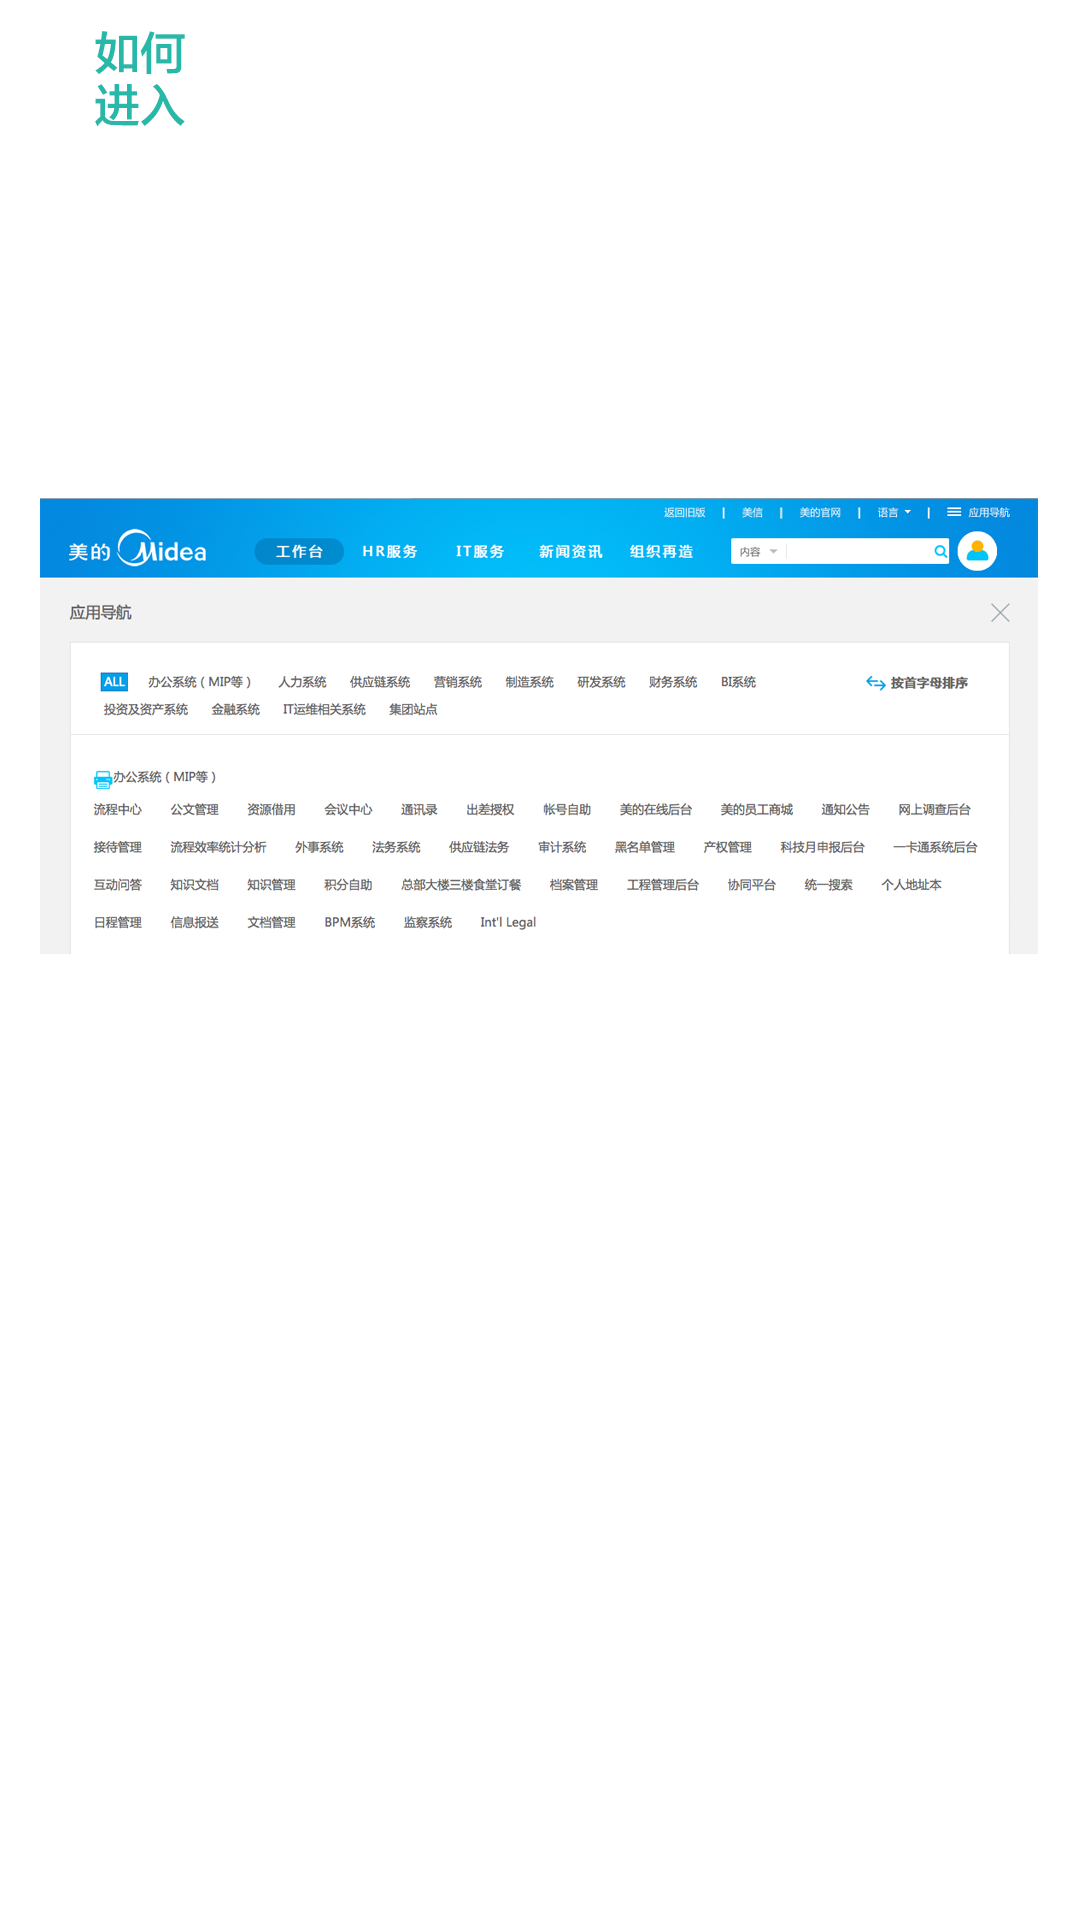 如何
进入
返回旧版 | 美信 | 美的官网 | 语言 | 应用导航
美的 Midea 工作台 HR服务 IT服务 新闻资讯 组织再造 内容
应用导航
ALL 办公系统（MIP等） 人力系统 供应链系统 营销系统 制造系统 研发系统 财务系统 BI系统 按首字母排序
投资及资产系统 金融系统 IT运维相关系统 集团站点
办公系统（MIP等）
流程中心 公文管理 资源借用 会议中心 通讯录 出差授权 帐号自助 美的在线后台 美的员工商城 通知公告 网上调查后台
接待管理 流程效率统计分析 外事系统 法务系统 供应链法务 审计系统 黑名单管理 产权管理 科技月申报后台 一卡通系统后台
互动问答 知识文档 知识管理 积分自助 总部大楼三楼食堂订餐 档案管理 工程管理后台 协同平台 统一搜索 个人地址本
日程管理 信息报送 文档管理 BPM系统 监察系统 Int'l Legal